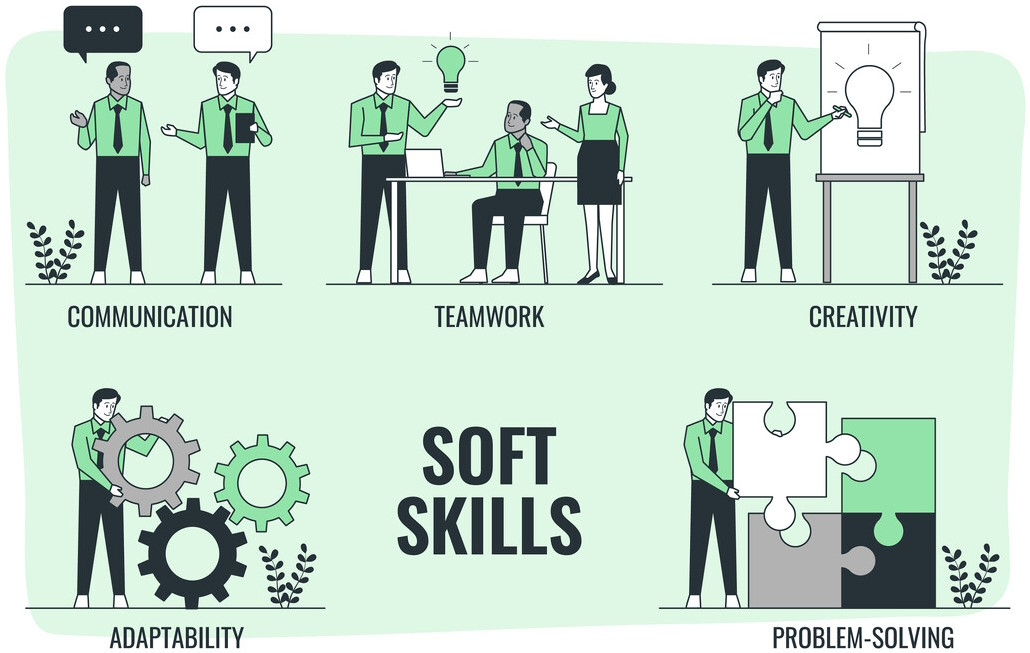 COMMUNICATION
TEAMWORK
CREATIVITY
SOFT
SKILLS
ADAPTABILITY
PROBLEM-SOLVING